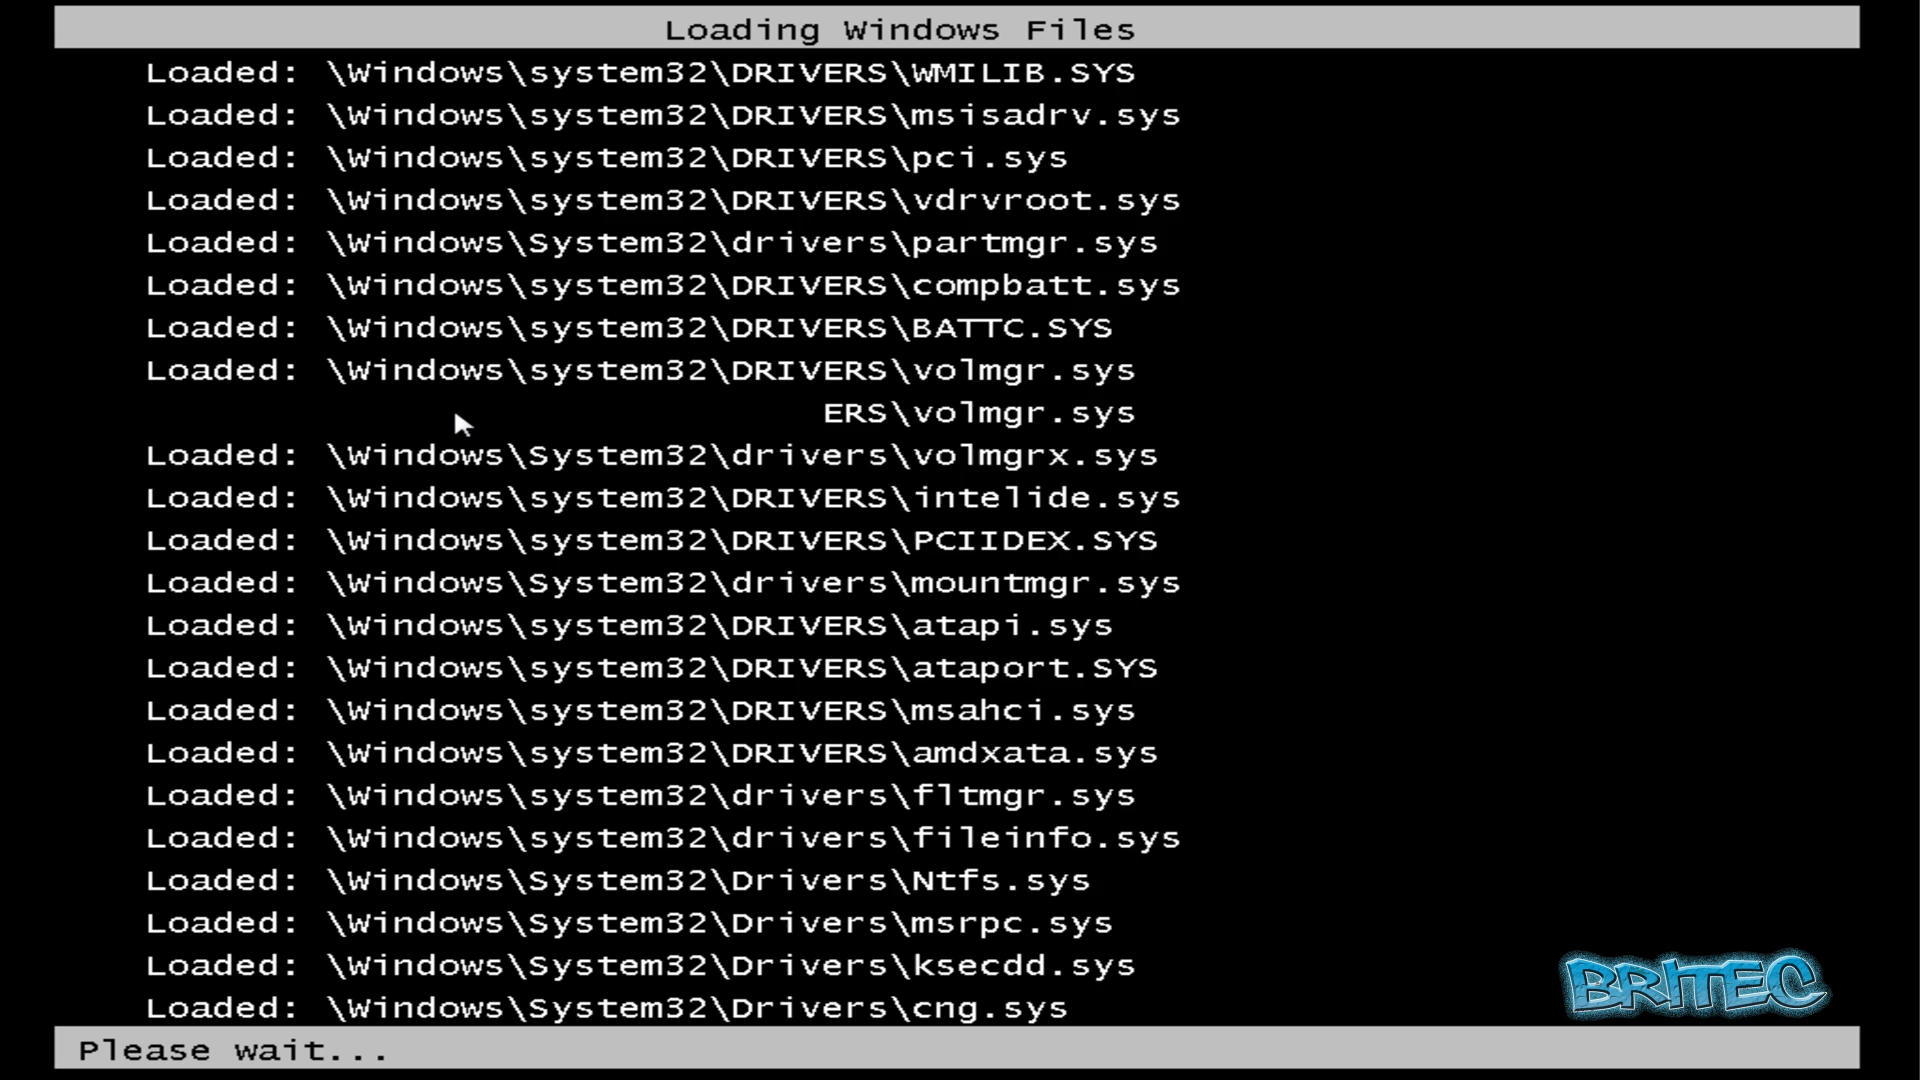 Loading Windows Files
Loaded: \Windows\system32\DRIVERS\WMILIB.SYS
Loaded: \Windows\system32\DRIVERS\msisadrv.sys
Loaded: \Windows\system32\DRIVERS\pci.sys
Loaded: \Windows\system32\DRIVERS\vdrvroot.sys
Loaded: \Windows\System32\drivers\partmgr.sys
Loaded: \Windows\system32\DRIVERS\compbatt.sys
Loaded: \Windows\system32\DRIVERS\BATTC.SYS
Loaded: \Windows\system32\DRIVERS\volmgr.sys
ERS\volmgr.sys
Loaded: \Windows\System32\drivers\volmgrx.sys
Loaded: \Windows\system32\DRIVERS\intelide.sys
Loaded: \Windows\system32\DRIVERS\PCIIDEX.SYS
Loaded: \Windows\System32\drivers\mountmgr.sys
Loaded: \Windows\system32\DRIVERS\atapi.sys
Loaded: \Windows\system32\DRIVERS\ataport.SYS
Loaded: \Windows\system32\DRIVERS\msahci.sys
Loaded: \Windows\system32\DRIVERS\amdxata.sys
Loaded: \Windows\system32\drivers\fltmgr.sys
Loaded: \Windows\system32\drivers\fileinfo.sys
Loaded: \Windows\System32\Drivers\Ntfs.sys
Loaded: \Windows\System32\Drivers\msrpc.sys
Loaded: \Windows\System32\Drivers\ksecdd.sys
Loaded: \Windows\System32\Drivers\cng.sys
BRITEC
Please wait...